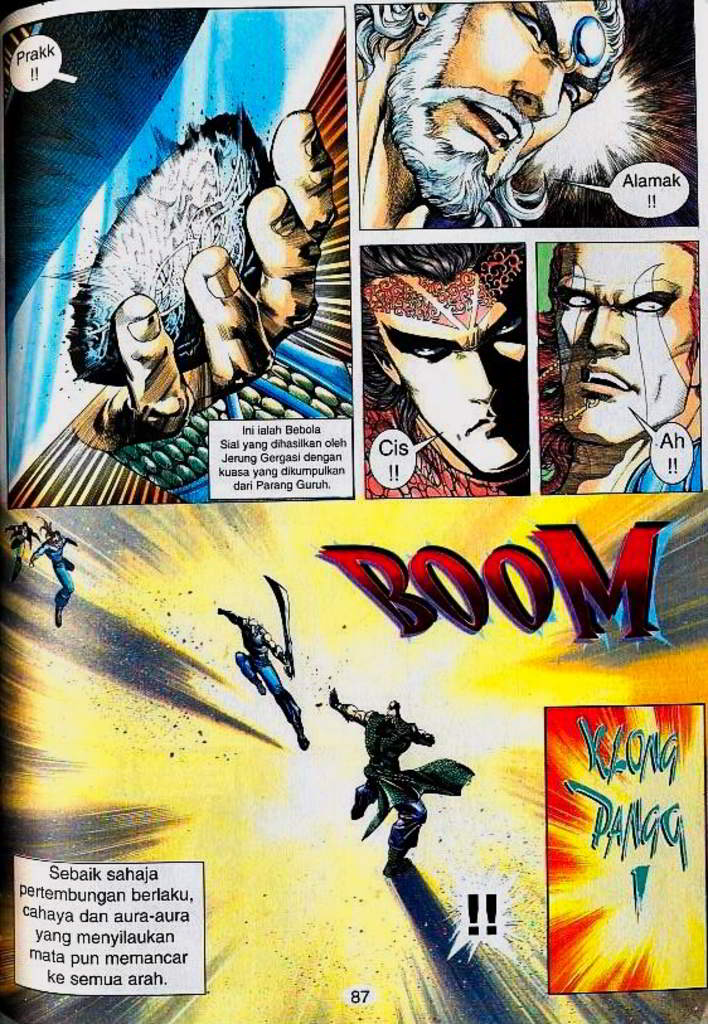 Prakk
!!
Alamak
!!
Ini ialah Bebola
Sial yang dihasilkan oleh
Jerung Gergasi dengan
kuasa yang dikumpulkan
dari Parang Guruh.
Cis
!!
Ah
!!
BOOM
KLONG
PANGG
!
Sebaik sahaja
pertembungan berlaku,
cahaya dan aura-aura
yang menyilaukan
mata pun memancar
ke semua arah.
!!
87